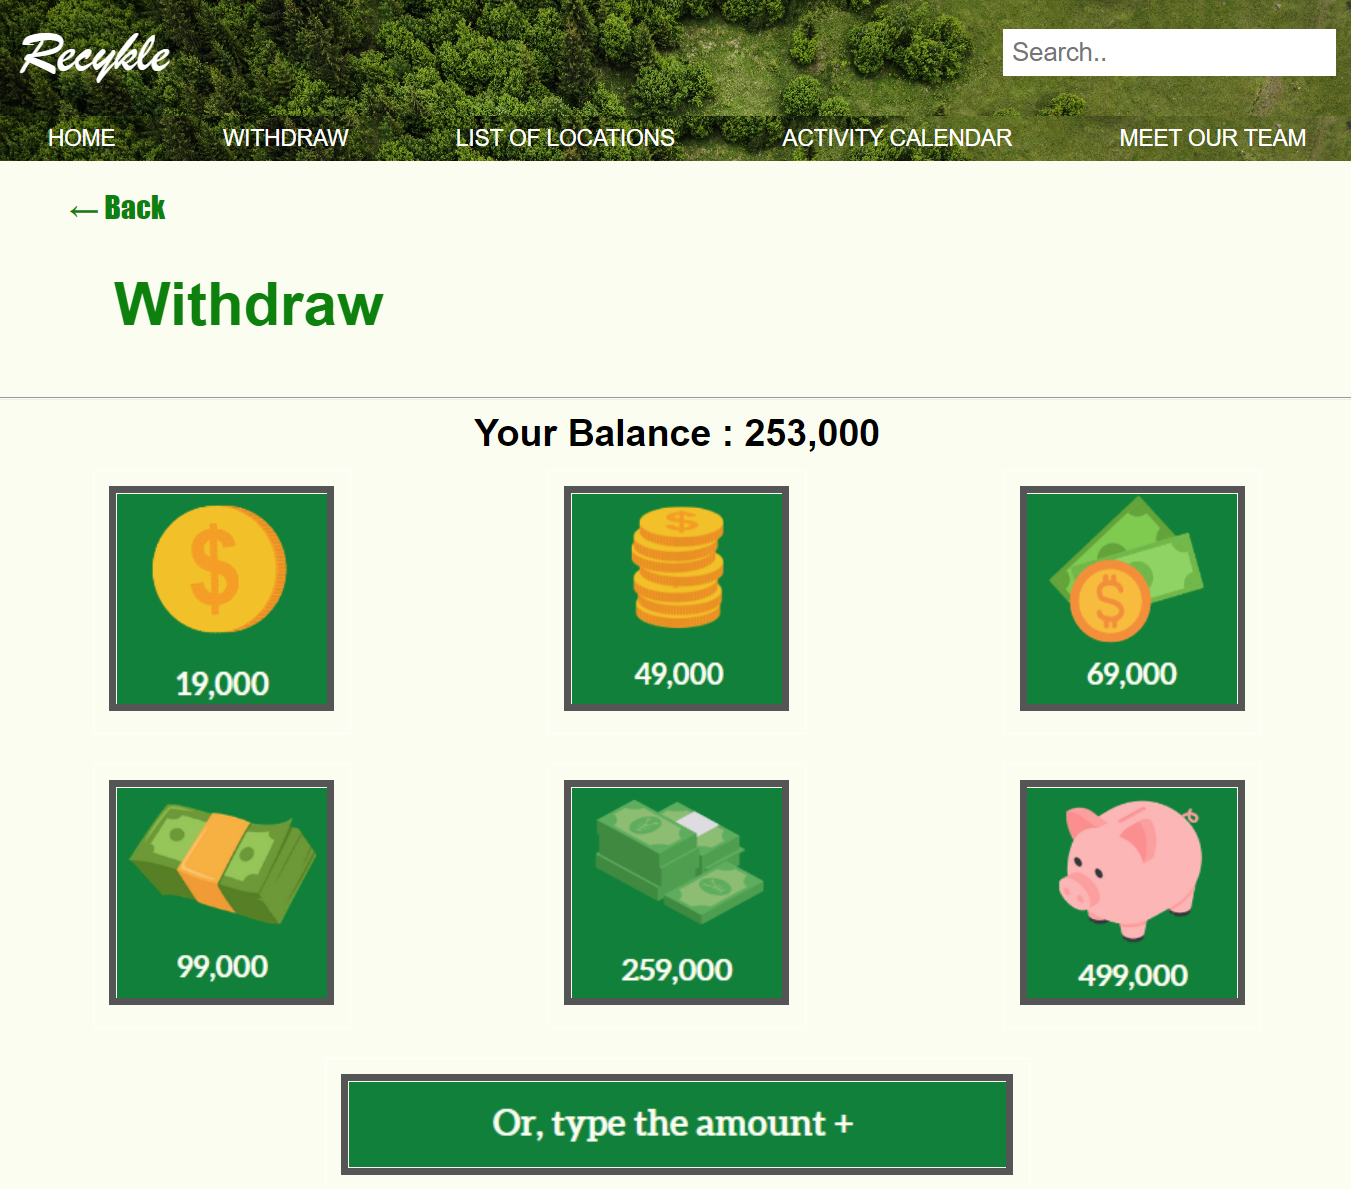 Recykle
Search..
HOME WITHDRAW LIST OF LOCATIONS ACTIVITY CALENDAR MEET OUR TEAM
← Back
Withdraw
Your Balance : 253,000
19,000 49,000 69,000
99,000 259,000 499,000
Or, type the amount +